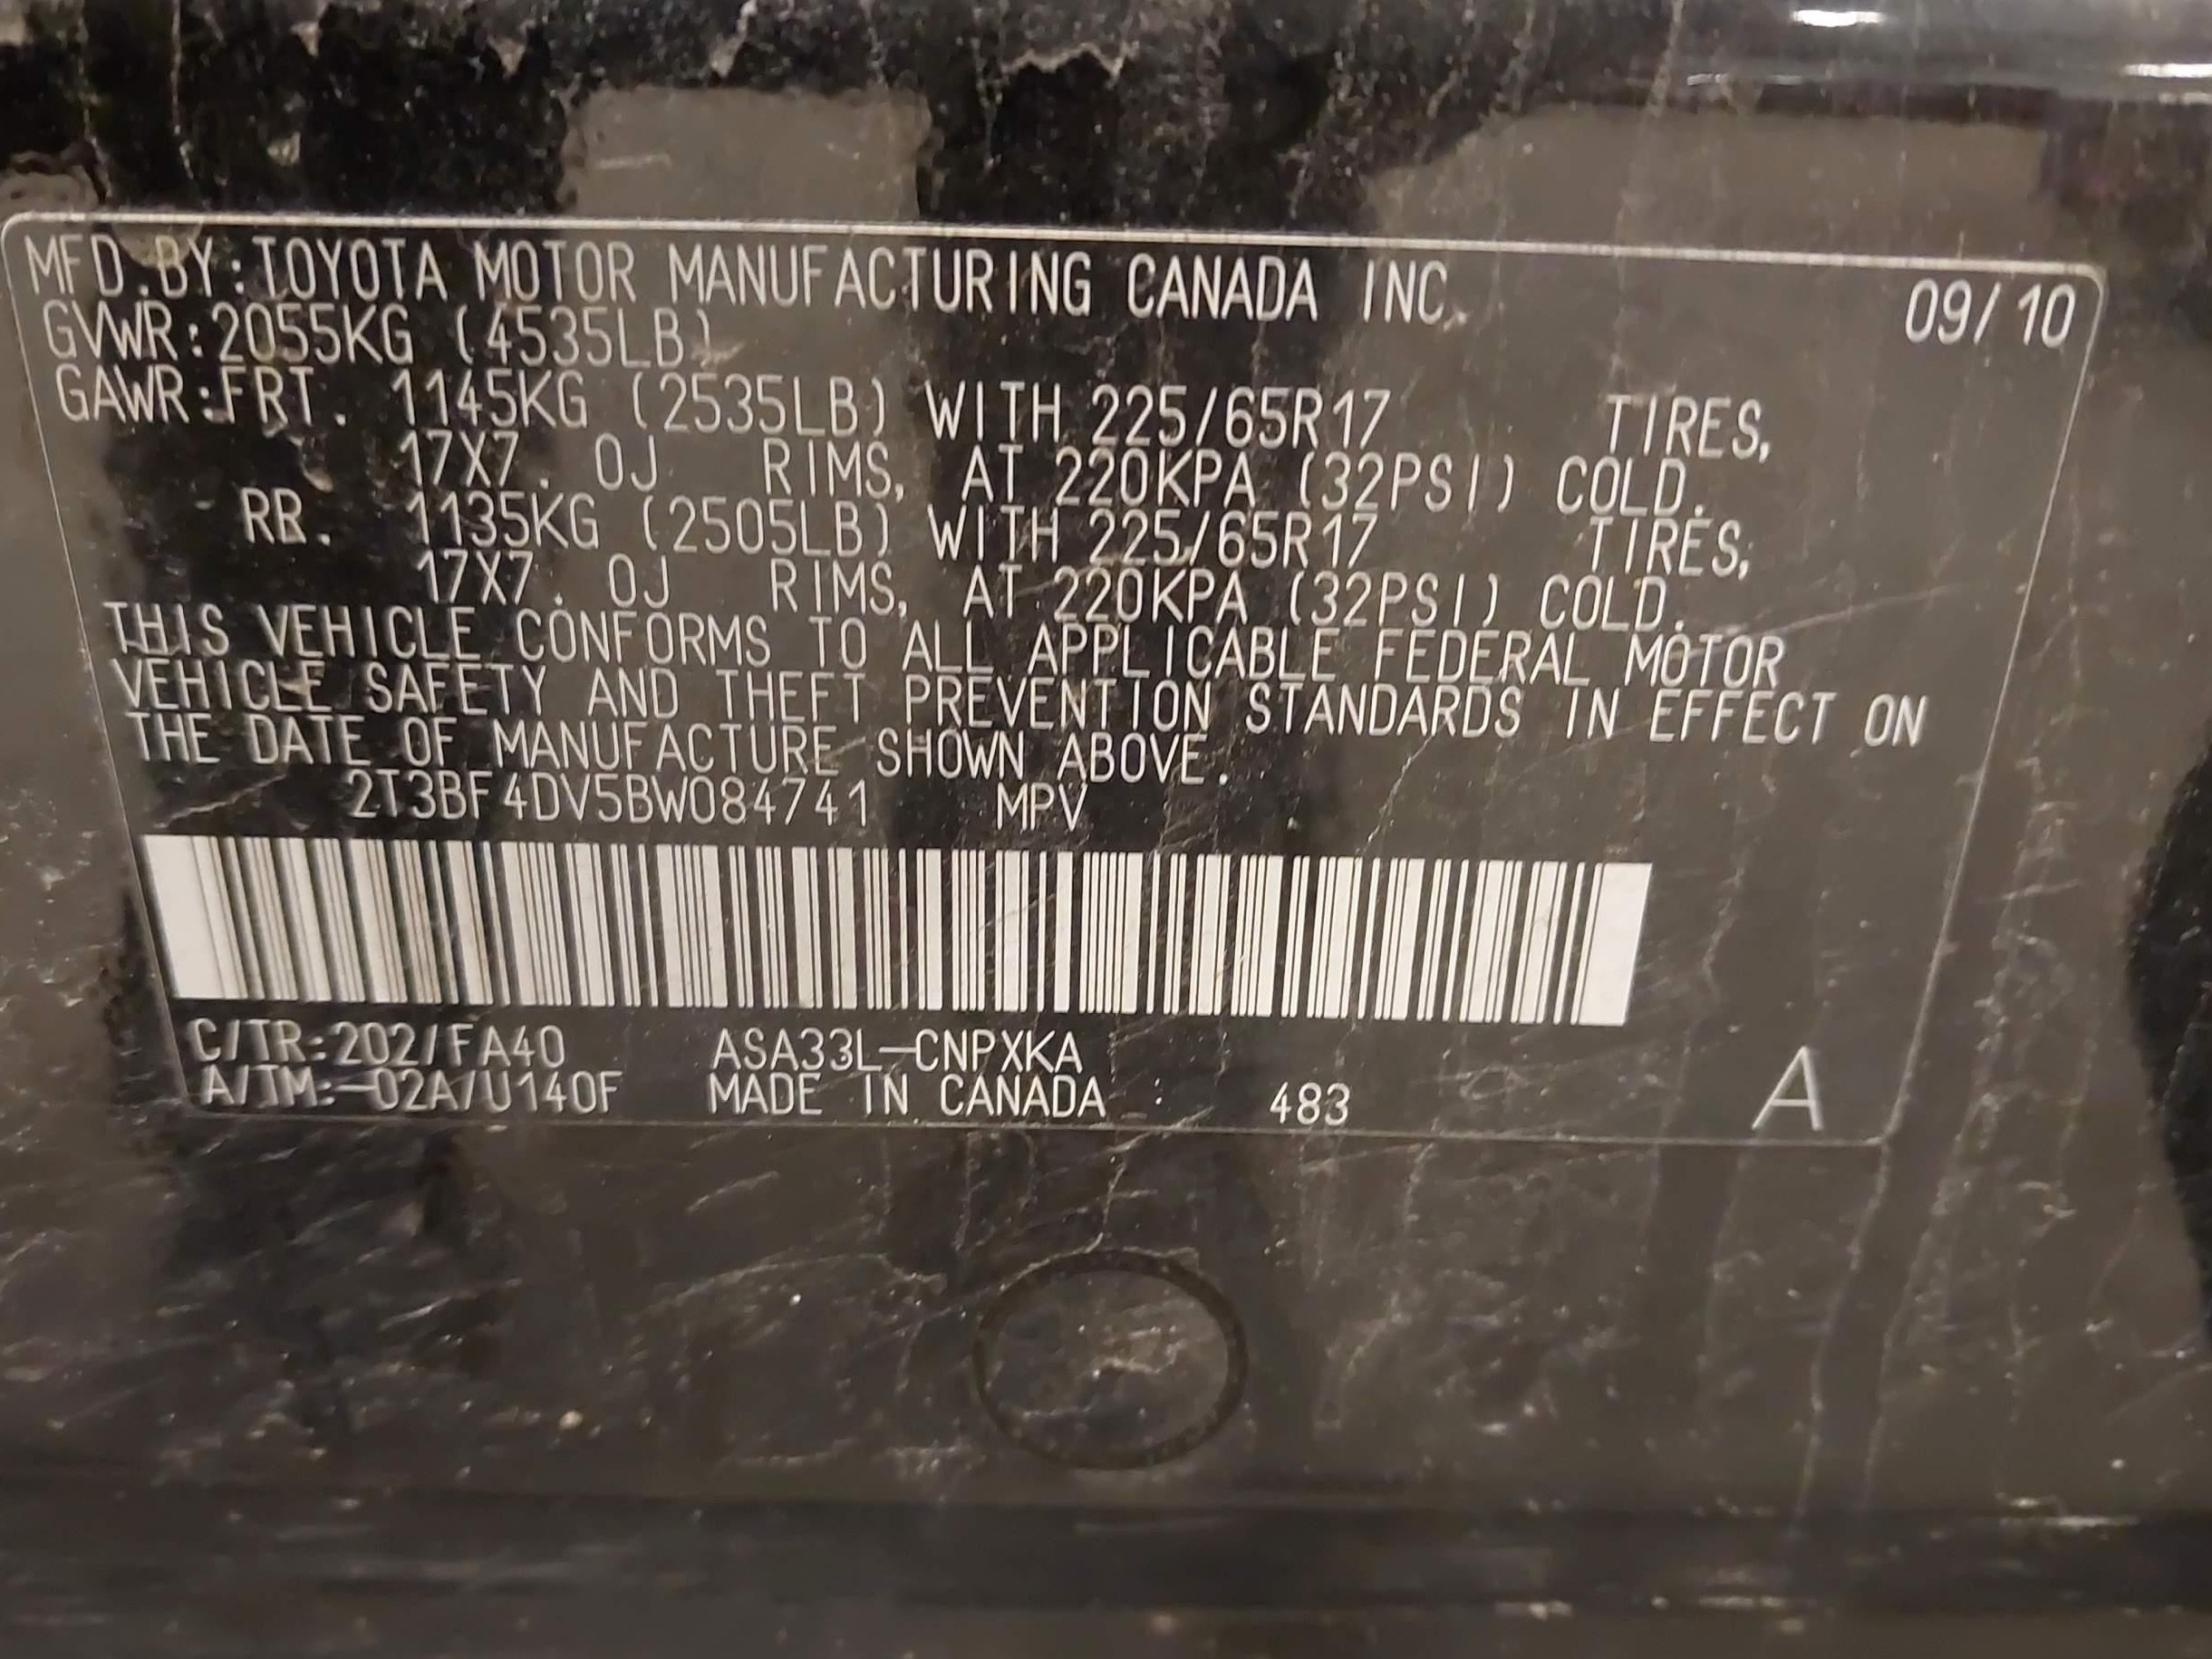 MFD.BY:TOYOTA MOTOR MANUFACTURING CANADA INC. 09/10
GVWR:2055KG (4535LB)
GAWR:FRT. 1145KG (2535LB) WITH 225/65R17 TIRES,
17X7. 0J RIMS, AT 220KPA (32PSI) COLD.
RR. 1135KG (2505LB) WITH 225/65R17 TIRES,
17X7. 0J RIMS, AT 220KPA (32PSI) COLD.
THIS VEHICLE CONFORMS TO ALL APPLICABLE FEDERAL MOTOR
VEHICLE SAFETY AND THEFT PREVENTION STANDARDS IN EFFECT ON
THE DATE OF MANUFACTURE SHOWN ABOVE.
2T3BF4DV5BW084741 MPV
C/TR:202/FA40 ASA33L-CNPXKA
A/TM:-02A/U140F MADE IN CANADA : 483 A